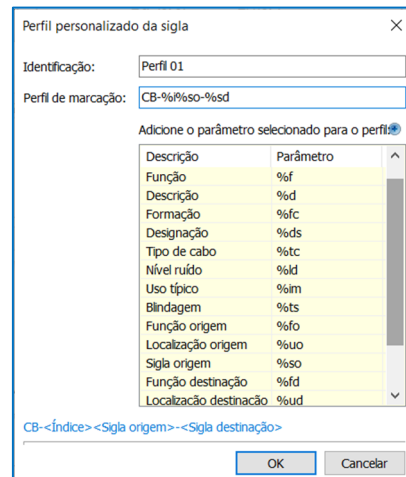 Perfil personalizado da sigla
Identificação: Perfil 01
Perfil de marcação: CB-%i%so-%sd
Adicione o parâmetro selecionado para o perfil:
Descrição Parâmetro
Função %f
Descrição %d
Formação %fc
Designação %ds
Tipo de cabo %tc
Nível ruído %ld
Uso típico %im
Blindagem %ts
Função origem %fo
Localização origem %uo
Sigla origem %so
Função destinação %fd
Localização destinação %ud
CB-<Índice><Sigla origem>-<Sigla destinação>
OK Cancelar